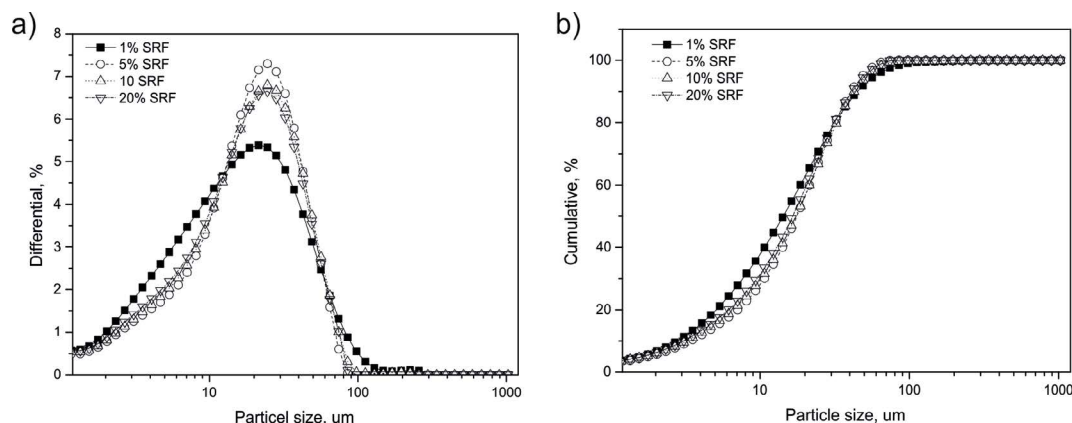 a)
8
7
6
5
4
3
2
1
0
Differential, %
1% SRF
5% SRF
10 SRF
20% SRF
10
100
1000
Particel size, um
b)
100
80
60
40
20
0
Cumulative, %
1% SRF
5% SRF
10% SRF
20% SRF
10
100
1000
Particle size, um